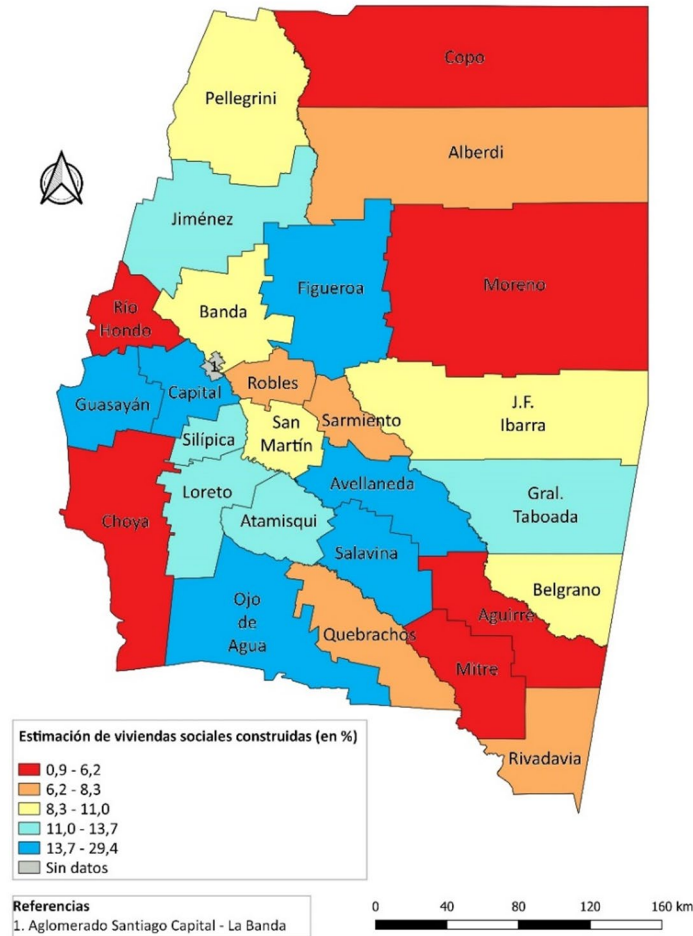 Copo
Pellegrini
Alberdi
Jiménez
Figueroa
Moreno
Banda
Río
Hondo
1
Robles
Capital
Guasayán
J.F.
Ibarra
San
Martín
Sarmiento
Silípica
Avellaneda
Loreto
Gral.
Taboada
Choya
Atamisqui
Salavina
Belgrano
Ojo
de
Agua
Aguirre
Quebrachos
Mitre
Rivadavia
Estimación de viviendas sociales construidas (en %)
0,9 - 6,2
6,2 - 8,3
8,3 - 11,0
11,0 - 13,7
13,7 - 29,4
Sin datos
Referencias
1. Aglomerado Santiago Capital - La Banda
0 40 80 120 160 km